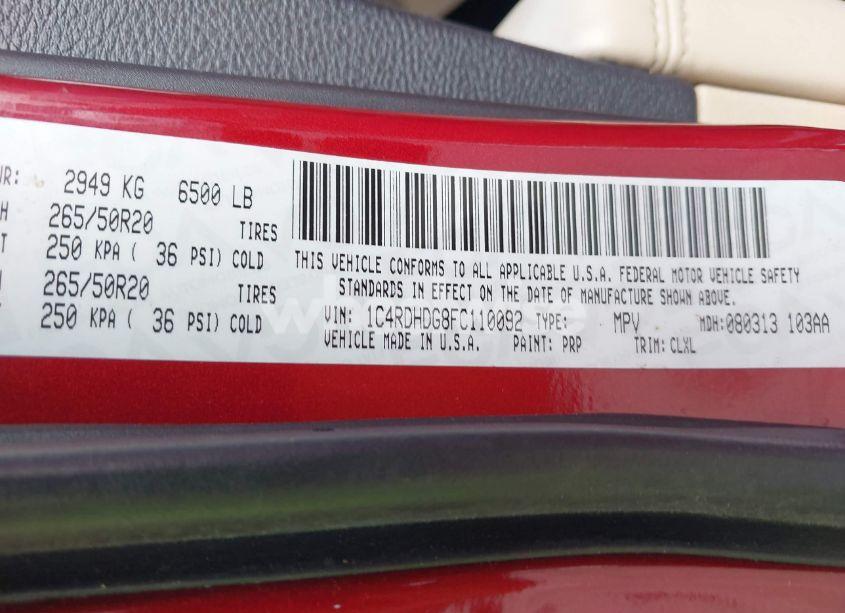 WR: 2949 KG 6500 LB
H 265/50R20 TIRES
T 250 KPA ( 36 PSI) COLD
265/50R20 TIRES
250 KPA ( 36 PSI) COLD
THIS VEHICLE CONFORMS TO ALL APPLICABLE U.S.A. FEDERAL MOTOR VEHICLE SAFETY
STANDARDS IN EFFECT ON THE DATE OF MANUFACTURE SHOWN ABOVE.
VIN: 1C4RDHDG8FC110092 TYPE: MPV MDH:080313 103AA
VEHICLE MADE IN U.S.A. PAINT: PRP TRIM: CLXL